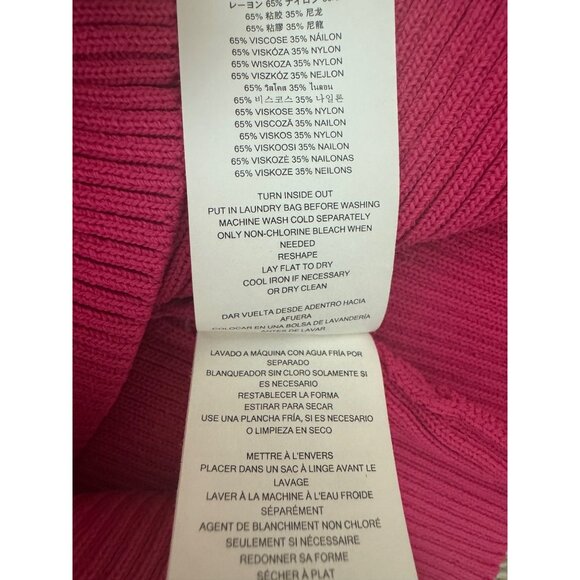 レーヨン 65% ナイロン 35%
65% 粘胶 35% 尼龙
65% 粘膠 35% 尼龍
65% VISCOSE 35% NÁILON
65% VISKÓZA 35% NYLON
65% WISKOZA 35% NYLON
65% VISZKÓZ 35% NEJLON
65% วิสโคส 35% ไนลอน
65% 비스코스 35% 나일론
65% VISKOSE 35% NYLON
65% VISCOZĂ 35% NAILON
65% VISKOS 35% NYLON
65% VISKOOSI 35% NAILON
65% VISKOZĖ 35% NAILONAS
65% VISKOZE 35% NEILONS
TURN INSIDE OUT
PUT IN LAUNDRY BAG BEFORE WASHING
MACHINE WASH COLD SEPARATELY
ONLY NON-CHLORINE BLEACH WHEN
NEEDED
RESHAPE
LAY FLAT TO DRY
COOL IRON IF NECESSARY
OR DRY CLEAN
DAR VUELTA DESDE ADENTRO HACIA
AFUERA
COLOCAR EN UNA BOLSA DE LAVANDERÍA
ANTES DE LAVAR
LAVADO A MÁQUINA CON AGUA FRÍA POR
SEPARADO
BLANQUEADOR SIN CLORO SOLAMENTE SI
ES NECESARIO
RESTABLECER LA FORMA
ESTIRAR PARA SECAR
USE UNA PLANCHA FRÍA, SI ES NECESARIO
O LIMPIEZA EN SECO
METTRE À L'ENVERS
PLACER DANS UN SAC À LINGE AVANT LE
LAVAGE
LAVER À LA MACHINE À L'EAU FROIDE
SÉPARÉMENT
AGENT DE BLANCHIMENT NON CHLORÉ
SEULEMENT SI NÉCESSAIRE
REDONNER SA FORME
SÉCHER À PLAT